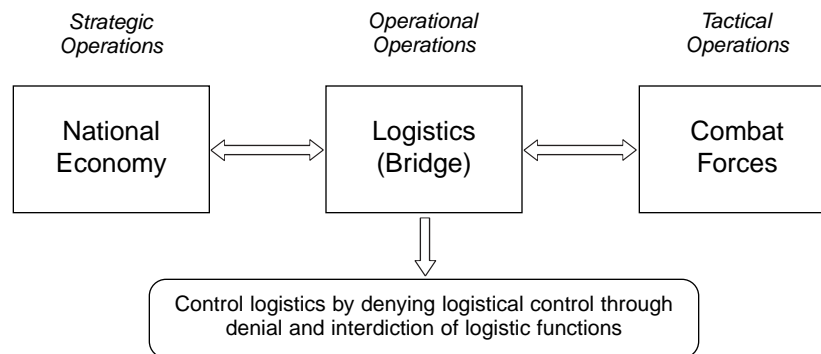 Strategic
Operations
Operational
Operations
Tactical
Operations
National
Economy
Logistics
(Bridge)
Combat
Forces
Control logistics by denying logistical control through
denial and interdiction of logistic functions